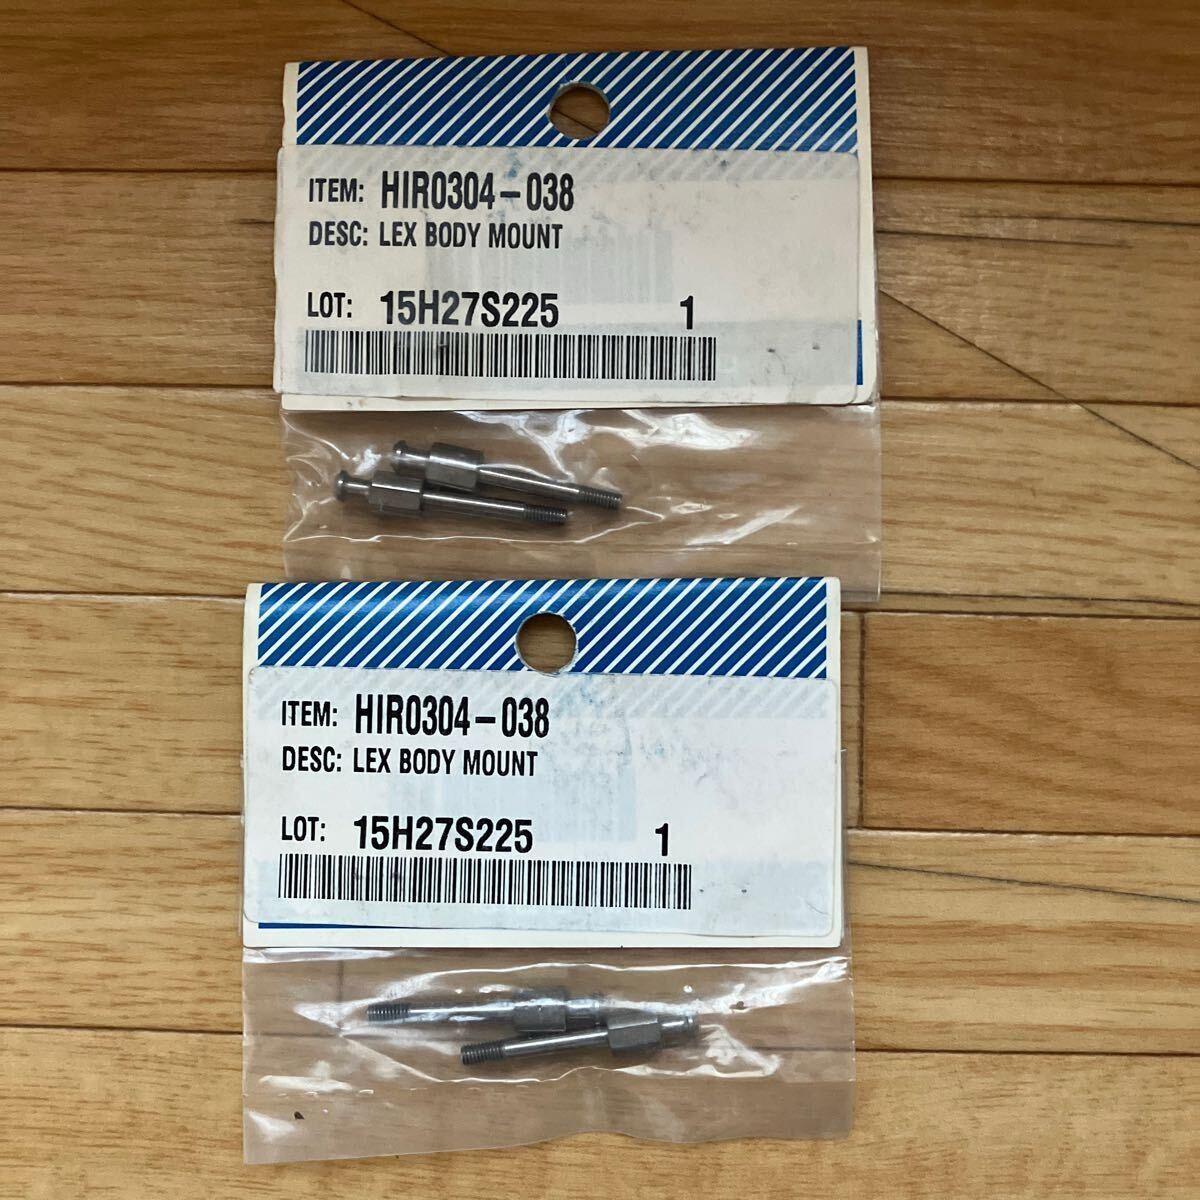 ITEM: HIR0304-038
DESC: LEX BODY MOUNT
LOT: 15H27S225 1
ITEM: HIR0304-038
DESC: LEX BODY MOUNT
LOT: 15H27S225 1